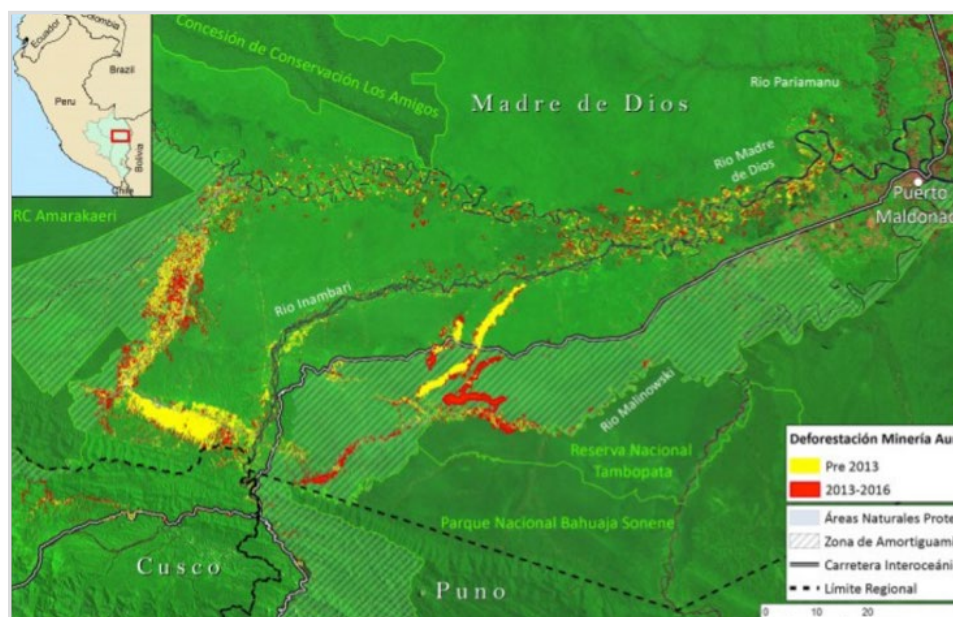 Colombia
Ecuador
Brazil
Peru
Bolivia
Chile
Concesión de Conservación Los Amigos
Madre de Dios
Rio Pariamanu
Rio Madre
de Dios
Puerto
Maldonad
RC Amarakaeri
Rio Inambari
Rio Malinowski
Reserva Nacional
Tambopata
Parque Nacional Bahuaja Sonene
Cusco
Puno
Deforestación Minería Au
Pre 2013
2013-2016
Áreas Naturales Prote
Zona de Amortiguami
Carretera Interoceáni
Límite Regional
0 10 20